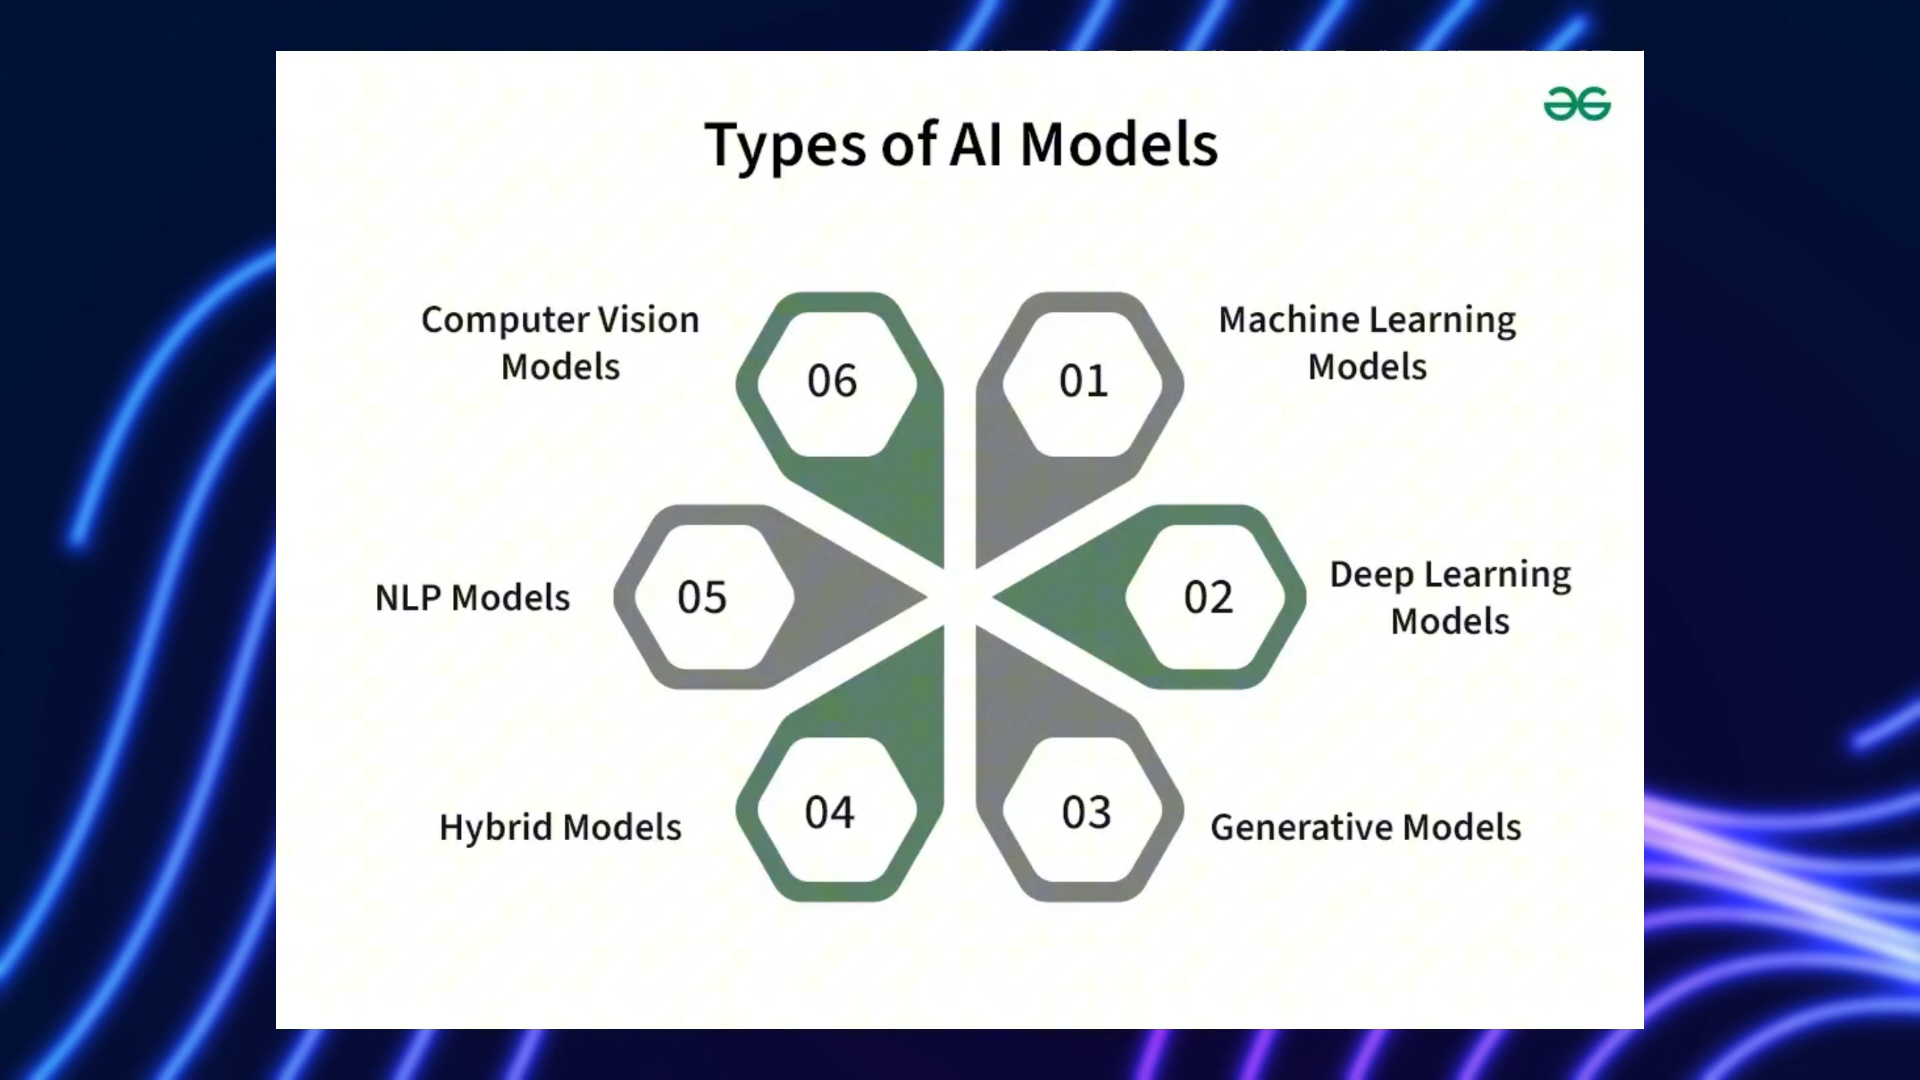 Types of AI Models
Computer Vision
Models
06
01
Machine Learning
Models
NLP Models
05
02
Deep Learning
Models
Hybrid Models
04
03
Generative Models